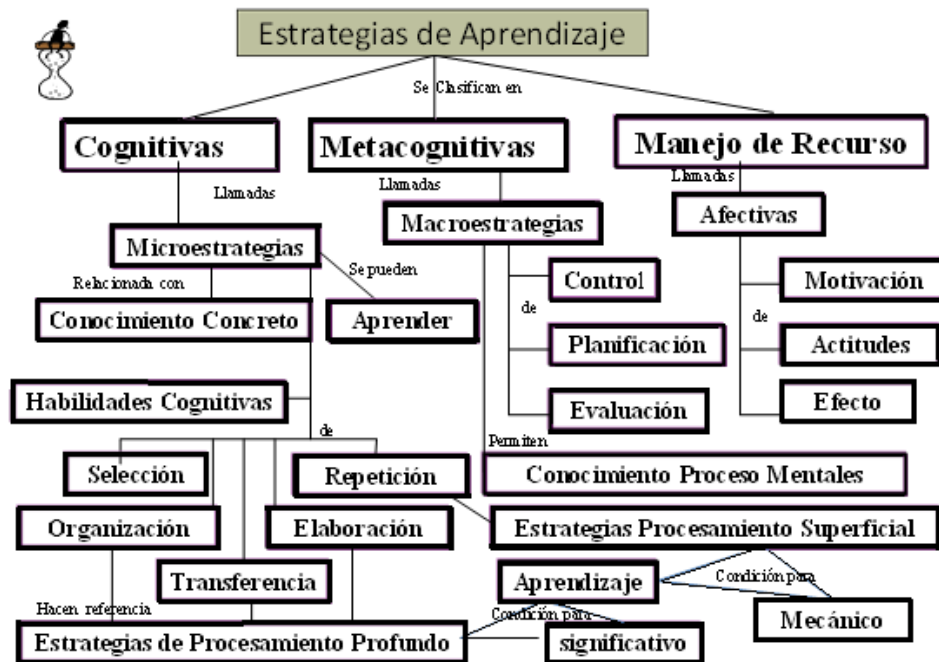 Estrategias de Aprendizaje
Se Clasifican en
Cognitivas
Metacognitivas
Manejo de Recurso
Llamadas
Llamadas
Llamadas
Microestrategias
Macroestrategias
Afectivas
Relacionada con
Se pueden
Conocimiento Concreto
Aprender
Control
de
Planificación
Evaluación
Motivación
de
Actitudes
Efecto
Habilidades Cognitivas
de
Selección
Repetición
Organización
Elaboración
Transferencia
Hacen referencia
Estrategias de Procesamiento Profundo
Permiten
Conocimiento Proceso Mentales
Estrategias Procesamiento Superficial
Aprendizaje
Condición para
Mecánico
Condición para
significativo